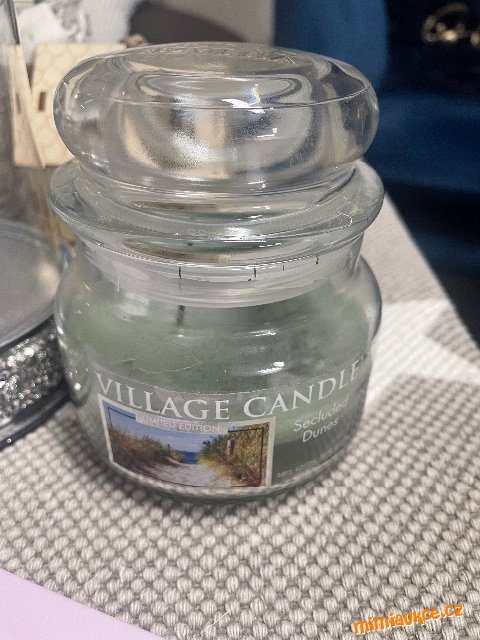 VILLAGE CANDLE
LIMITED EDITION
Secluded
Dunes
mimiaukce.cz